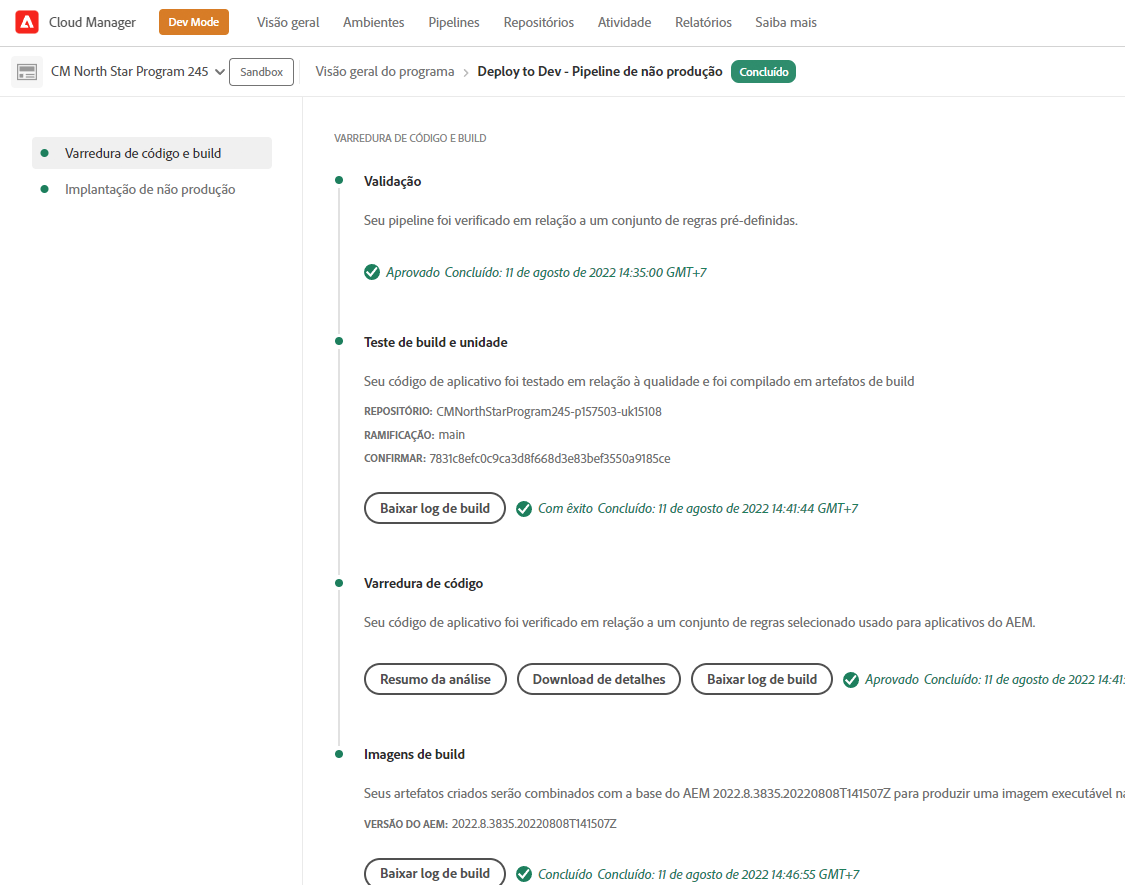 Cloud Manager Dev Mode Visão geral Ambientes Pipelines Repositórios Atividade Relatórios Saiba mais
CM North Star Program 245 Sandbox Visão geral do programa > Deploy to Dev - Pipeline de não produção Concluído
Varredura de código e build
Implantação de não produção
VARREDURA DE CÓDIGO E BUILD
Validação
Seu pipeline foi verificado em relação a um conjunto de regras pré-definidas.
Aprovado Concluído: 11 de agosto de 2022 14:35:00 GMT+7
Teste de build e unidade
Seu código de aplicativo foi testado em relação à qualidade e foi compilado em artefatos de build
REPOSITÓRIO: CMNorthStarProgram245-p157503-uk15108
RAMIFICAÇÃO: main
CONFIRMAR: 7831c8efc0c9ca3d8f668d3e83bef3550a9185ce
Baixar log de build Com êxito Concluído: 11 de agosto de 2022 14:41:44 GMT+7
Varredura de código
Seu código de aplicativo foi verificado em relação a um conjunto de regras selecionado usado para aplicativos do AEM.
Resumo da análise Download de detalhes Baixar log de build Aprovado Concluído: 11 de agosto de 2022 14:41:
Imagens de build
Seus artefatos criados serão combinados com a base do AEM 2022.8.3835.20220808T141507Z para produzir uma imagem executável na
VERSÃO DO AEM: 2022.8.3835.20220808T141507Z
Baixar log de build Concluído Concluído: 11 de agosto de 2022 14:46:55 GMT+7